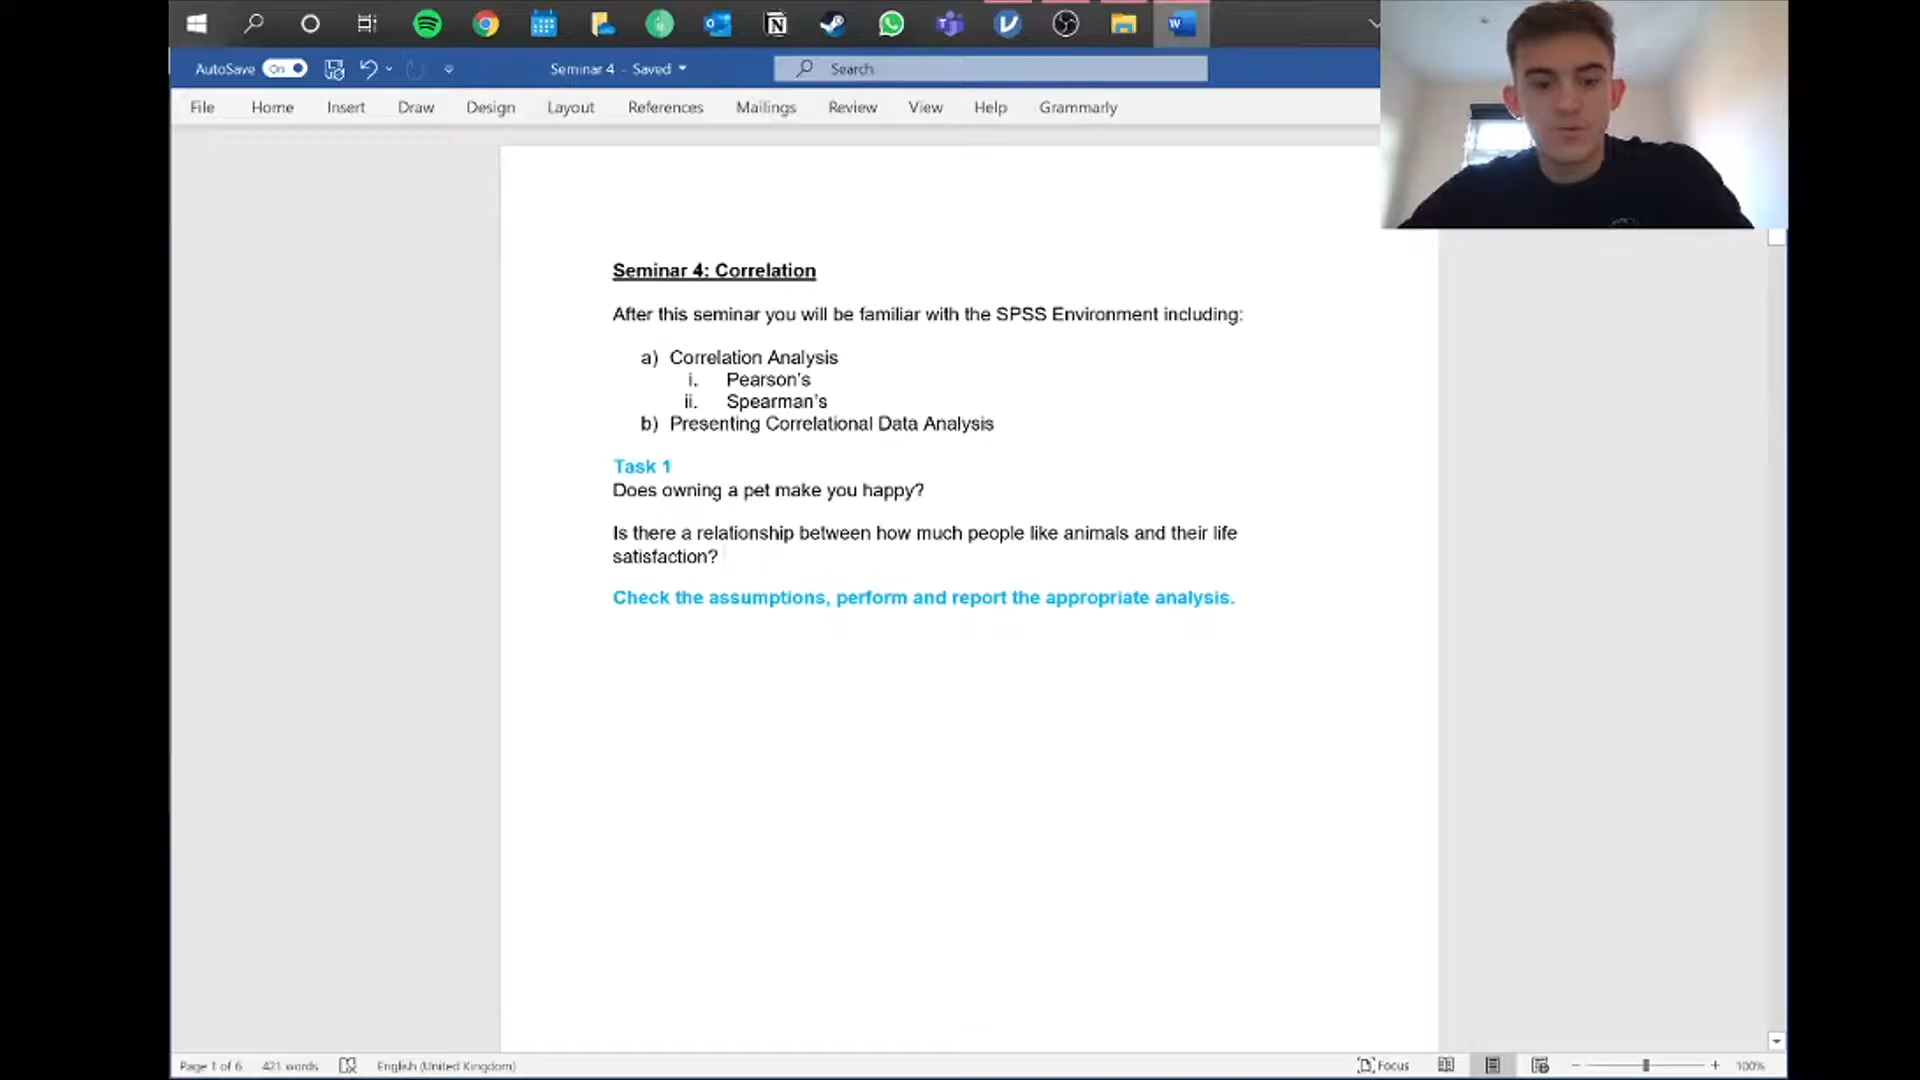 AutoSave On
Seminar 4 - Saved
Search
File Home Insert Draw Design Layout References Mailings Review View Help Grammarly
Seminar 4: Correlation
After this seminar you will be familiar with the SPSS Environment including:
a) Correlation Analysis
i. Pearson's
ii. Spearman's
b) Presenting Correlational Data Analysis
Task 1
Does owning a pet make you happy?
Is there a relationship between how much people like animals and their life
satisfaction?
Check the assumptions, perform and report the appropriate analysis.
Page 1 of 6 421 words English (United Kingdom) Focus 100%